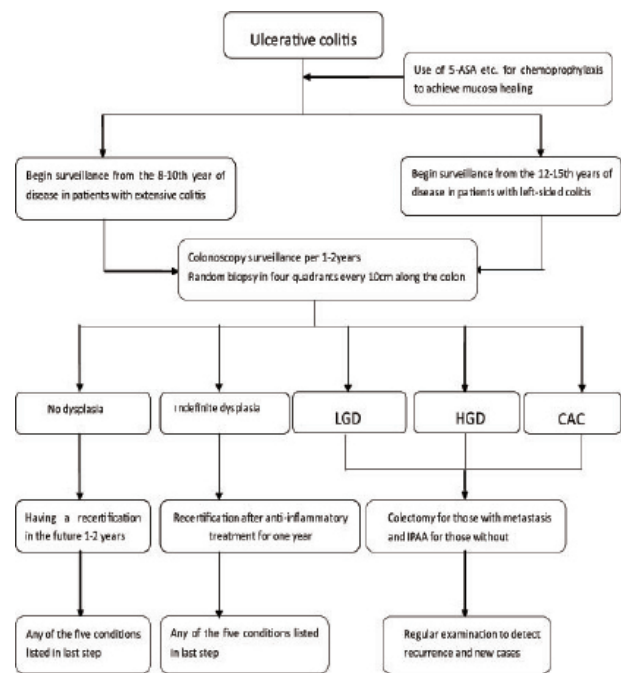 Ulcerative colitis
Use of 5-ASA etc. for chemoprophylaxis
to achieve mucosa healing
Begin surveillance from the 8-10th year of
disease in patients with extensive colitis
Begin surveillance from the 12-15th years of
disease in patients with left-sided colitis
Colonoscopy surveillance per 1-2years
Random biopsy in four quadrants every 10cm along the colon
No dysplasia
Indefinite dysplasia
LGD
HGD
CAC
Having a recertification
in the future 1-2 years
Recertification after anti-inflammatory
treatment for one year
Colectomy for those with metastasis
and IPAA for those without
Any of the five conditions
listed in last step
Any of the five conditions listed
in last step
Regular examination to detect
recurrence and new cases